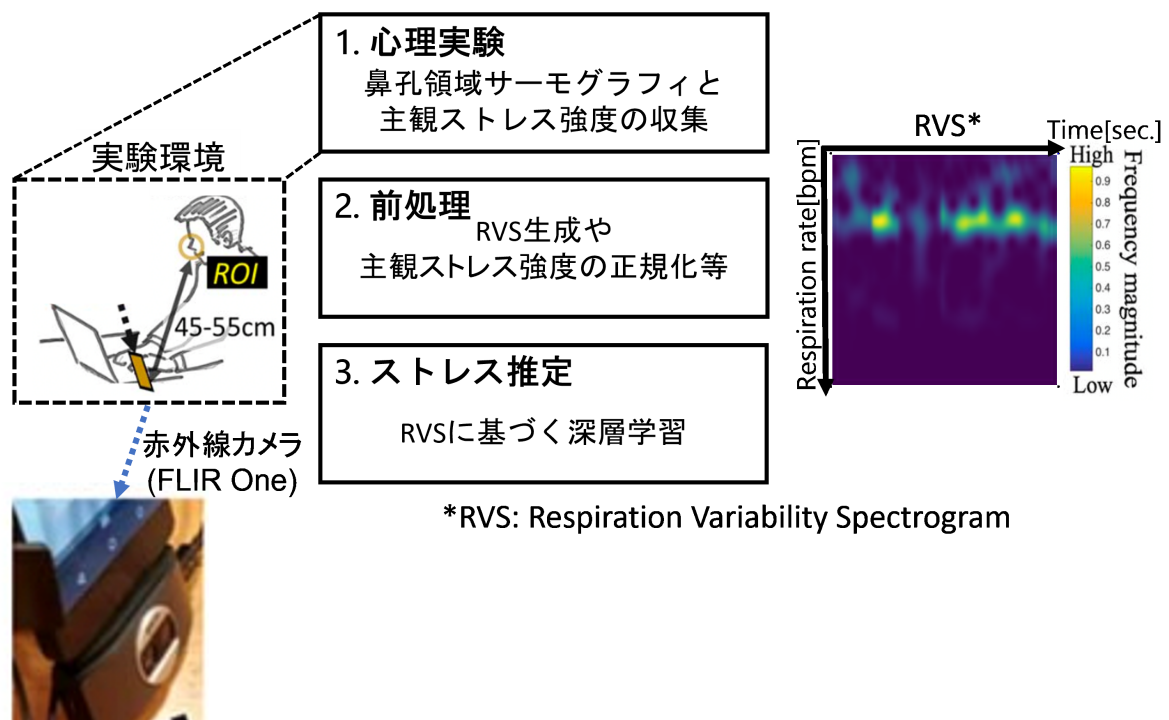 1. 心理実験
鼻孔領域サーモグラフィと
主観ストレス強度の収集
実験環境
ROI
45-55cm
2. 前処理
RVS生成や
主観ストレス強度の正規化等
3. ストレス推定
RVSに基づく深層学習
赤外線カメラ
(FLIR One)
RVS*
Time[sec.]
Respiration rate[bpm]
High
0.9
0.8
0.7
0.6
0.5
0.4
0.3
0.2
0.1
Low
Frequency magnitude
*RVS: Respiration Variability Spectrogram